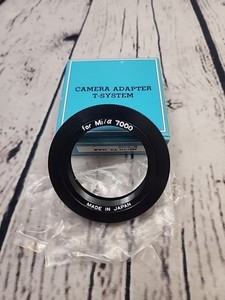 CAMERA ADAPTER
T-SYSTEM
for Mi/α 7000
MADE IN JAPAN